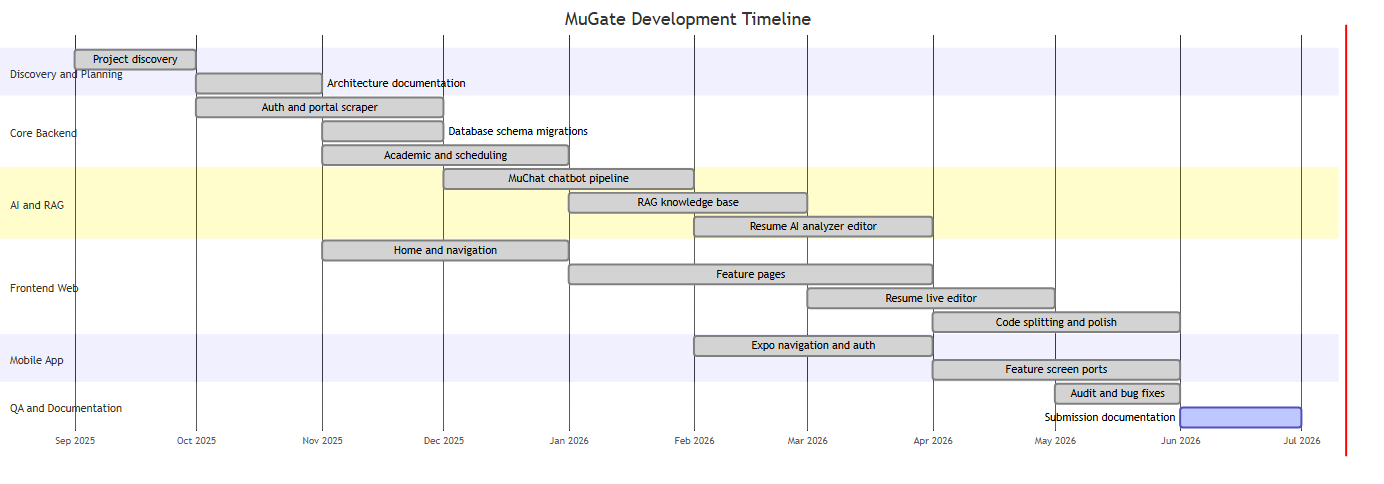 MuGate Development Timeline
Project discovery
Discovery and Planning
Architecture documentation
Auth and portal scraper
Core Backend
Database schema migrations
Academic and scheduling
MuChat chatbot pipeline
AI and RAG
RAG knowledge base
Resume AI analyzer editor
Home and navigation
Feature pages
Frontend Web
Resume live editor
Code splitting and polish
Expo navigation and auth
Mobile App
Feature screen ports
Audit and bug fixes
QA and Documentation
Submission documentation
Sep 2025 Oct 2025 Nov 2025 Dec 2025 Jan 2026 Feb 2026 Mar 2026 Apr 2026 May 2026 Jun 2026 Jul 2026